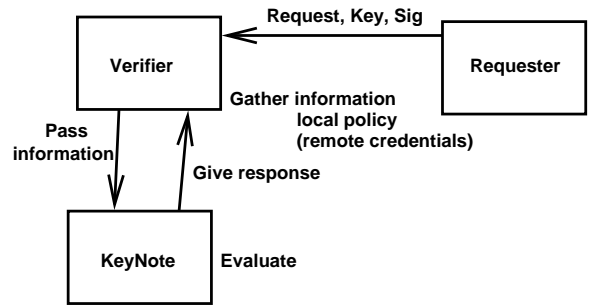 Request, Key, Sig
Verifier
Requester
Gather information
local policy
(remote credentials)
Pass
information
Give response
KeyNote
Evaluate